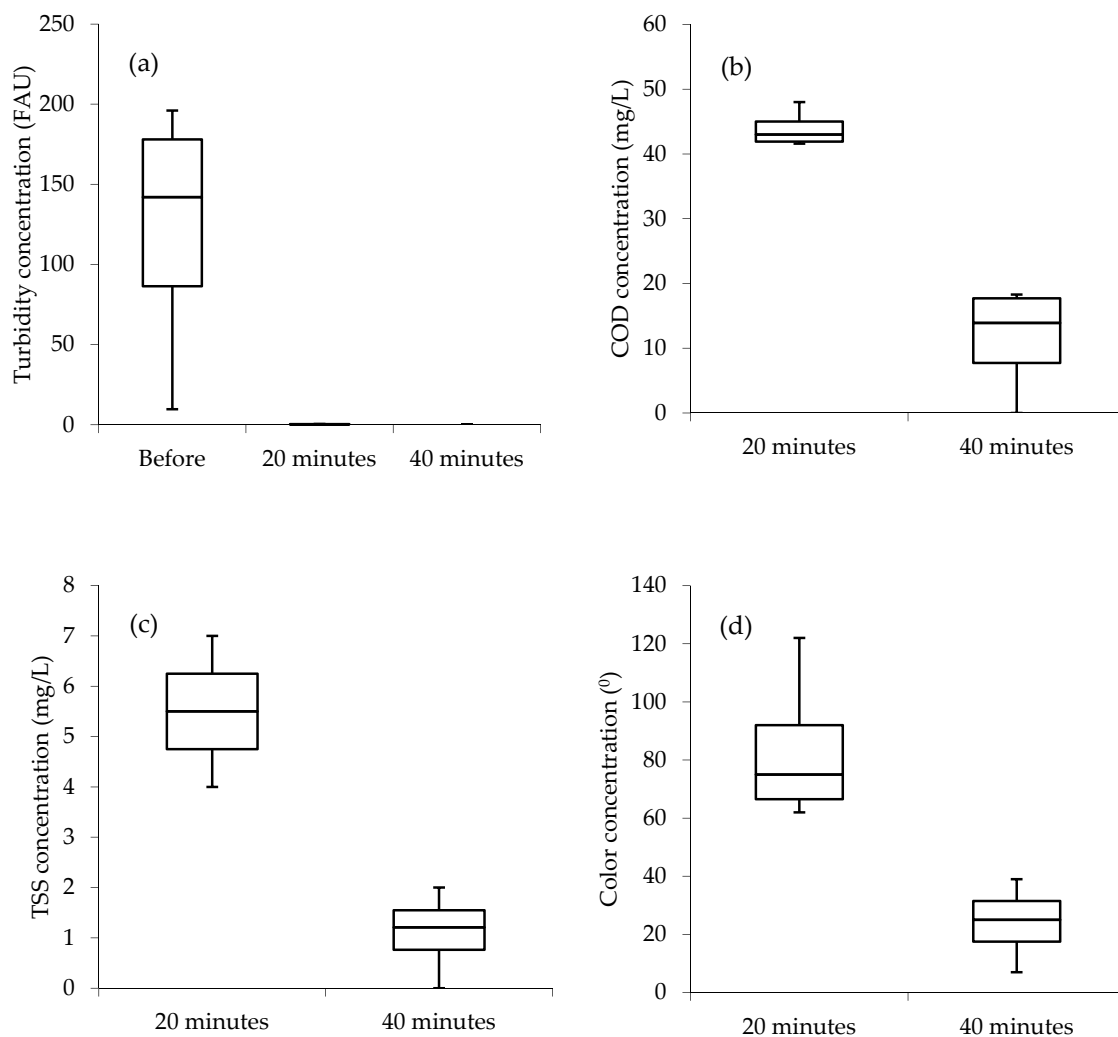 (a)
Turbidity concentration (FAU)
250
200
150
100
50
0
Before
20 minutes
40 minutes
(b)
COD concentration (mg/L)
60
50
40
30
20
10
0
20 minutes
40 minutes
(c)
TSS concentration (mg/L)
8
7
6
5
4
3
2
1
0
20 minutes
40 minutes
(d)
Color concentration (⁰)
140
120
100
80
60
40
20
0
20 minutes
40 minutes